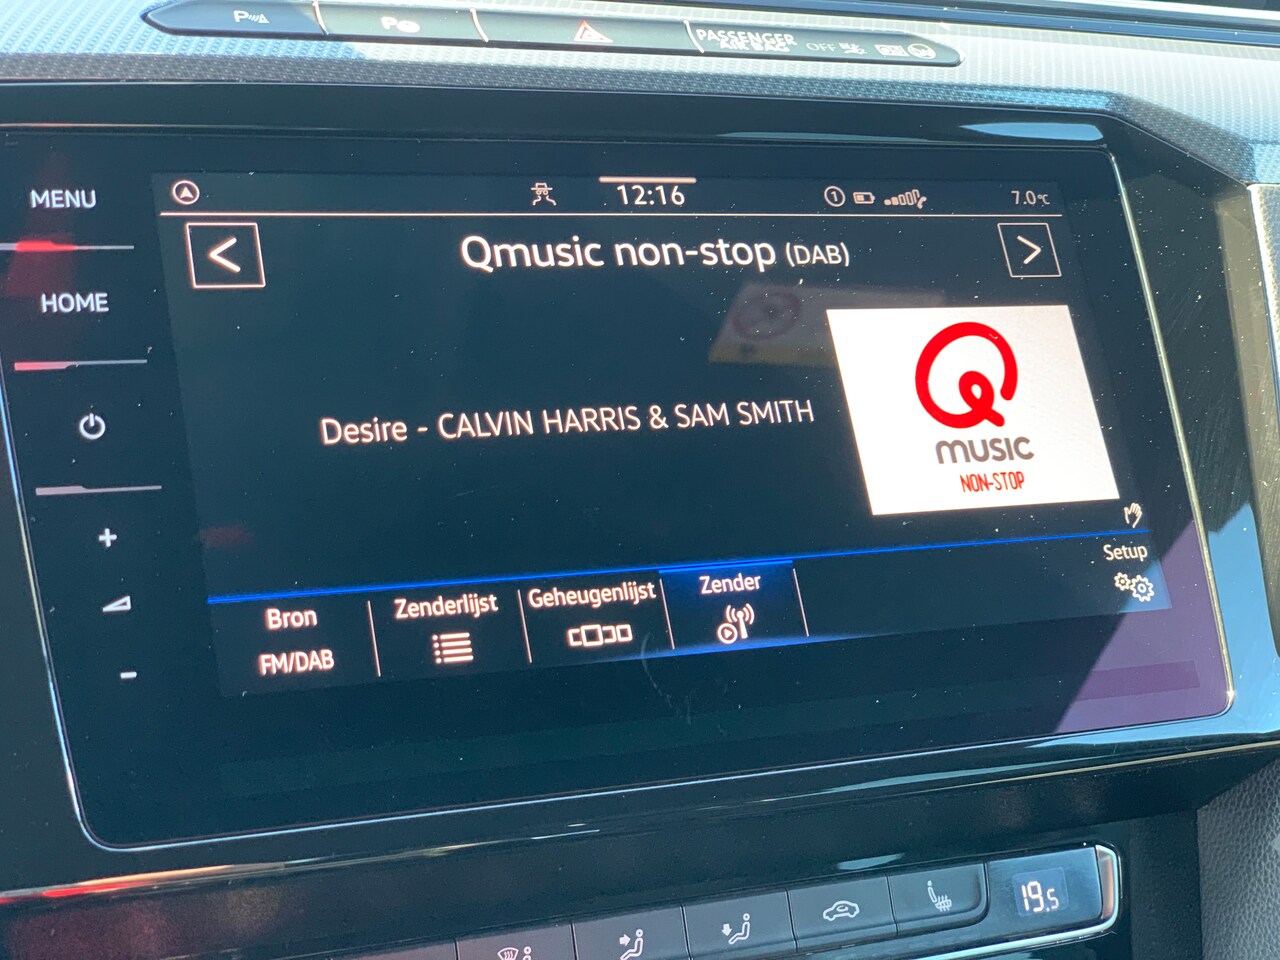 P
P
PASSENGER
AIR BAG OFF
MENU
HOME
12:16
1
7.0°C
< Qmusic non-stop (DAB) >
Desire - CALVIN HARRIS & SAM SMITH
Q
MUSIC
NON-STOP
Bron
FM/DAB
Zenderlijst
Geheugenlijst
Zender
Setup
+
-
19.5